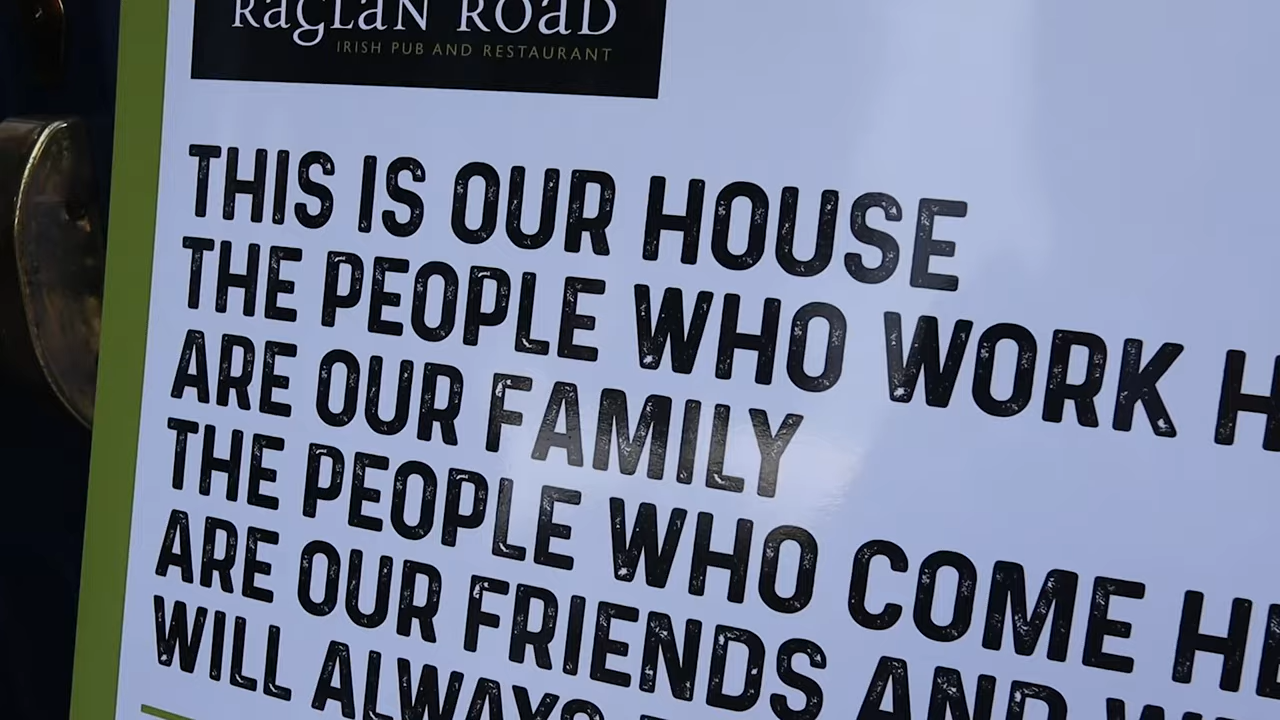 RAGLAN ROAD
IRISH PUB AND RESTAURANT
THIS IS OUR HOUSE
THE PEOPLE WHO WORK H
ARE OUR FAMILY
THE PEOPLE WHO COME HE
ARE OUR FRIENDS AND W
WILL ALWAYS